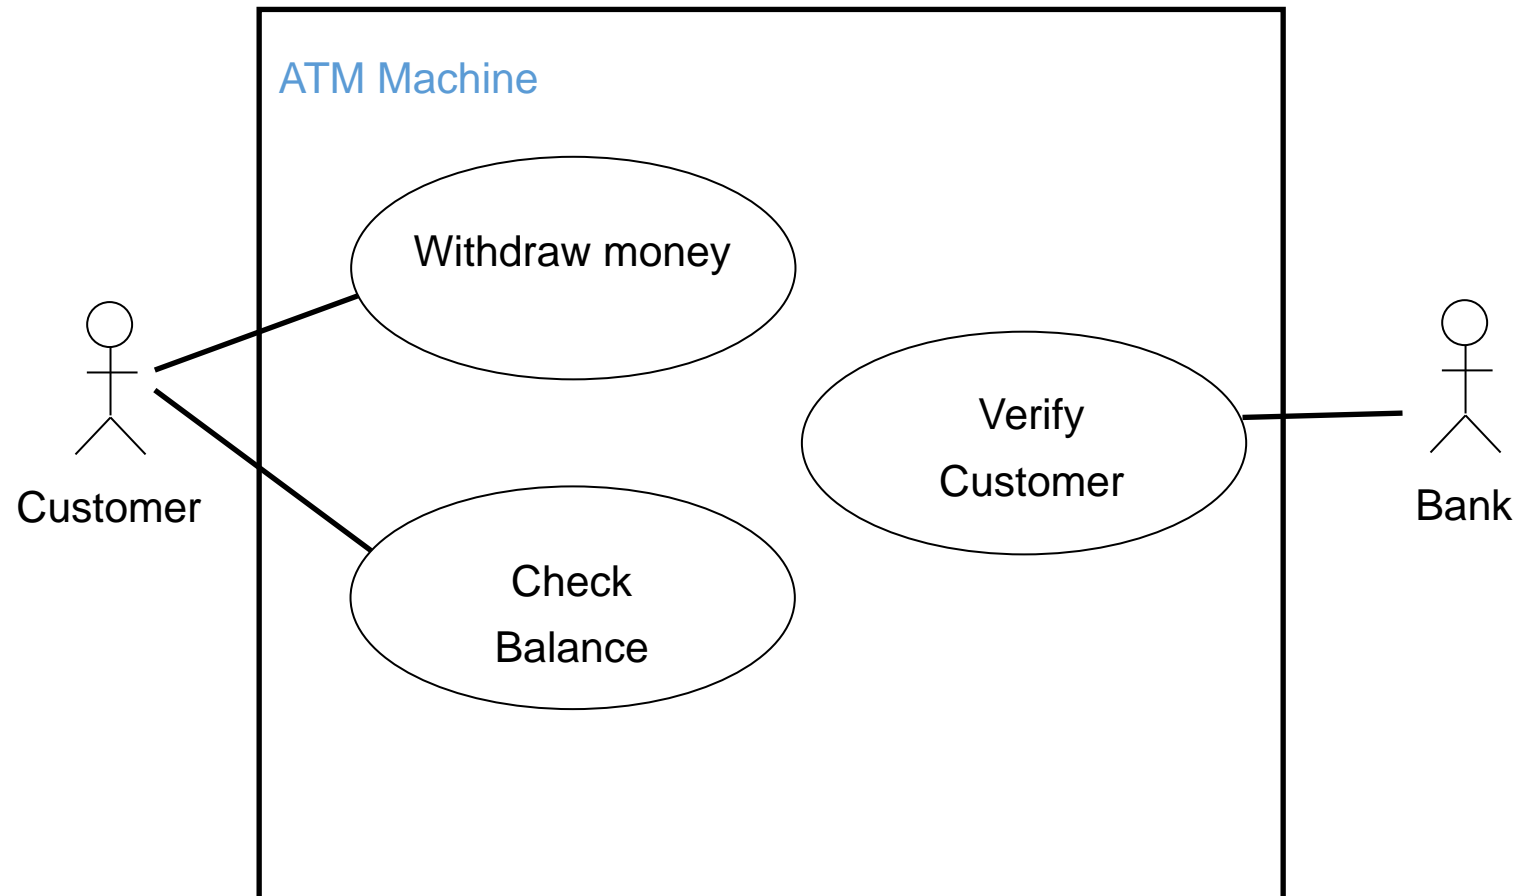 ATM Machine
Withdraw money
Verify
Customer
Customer
Bank
Check
Balance